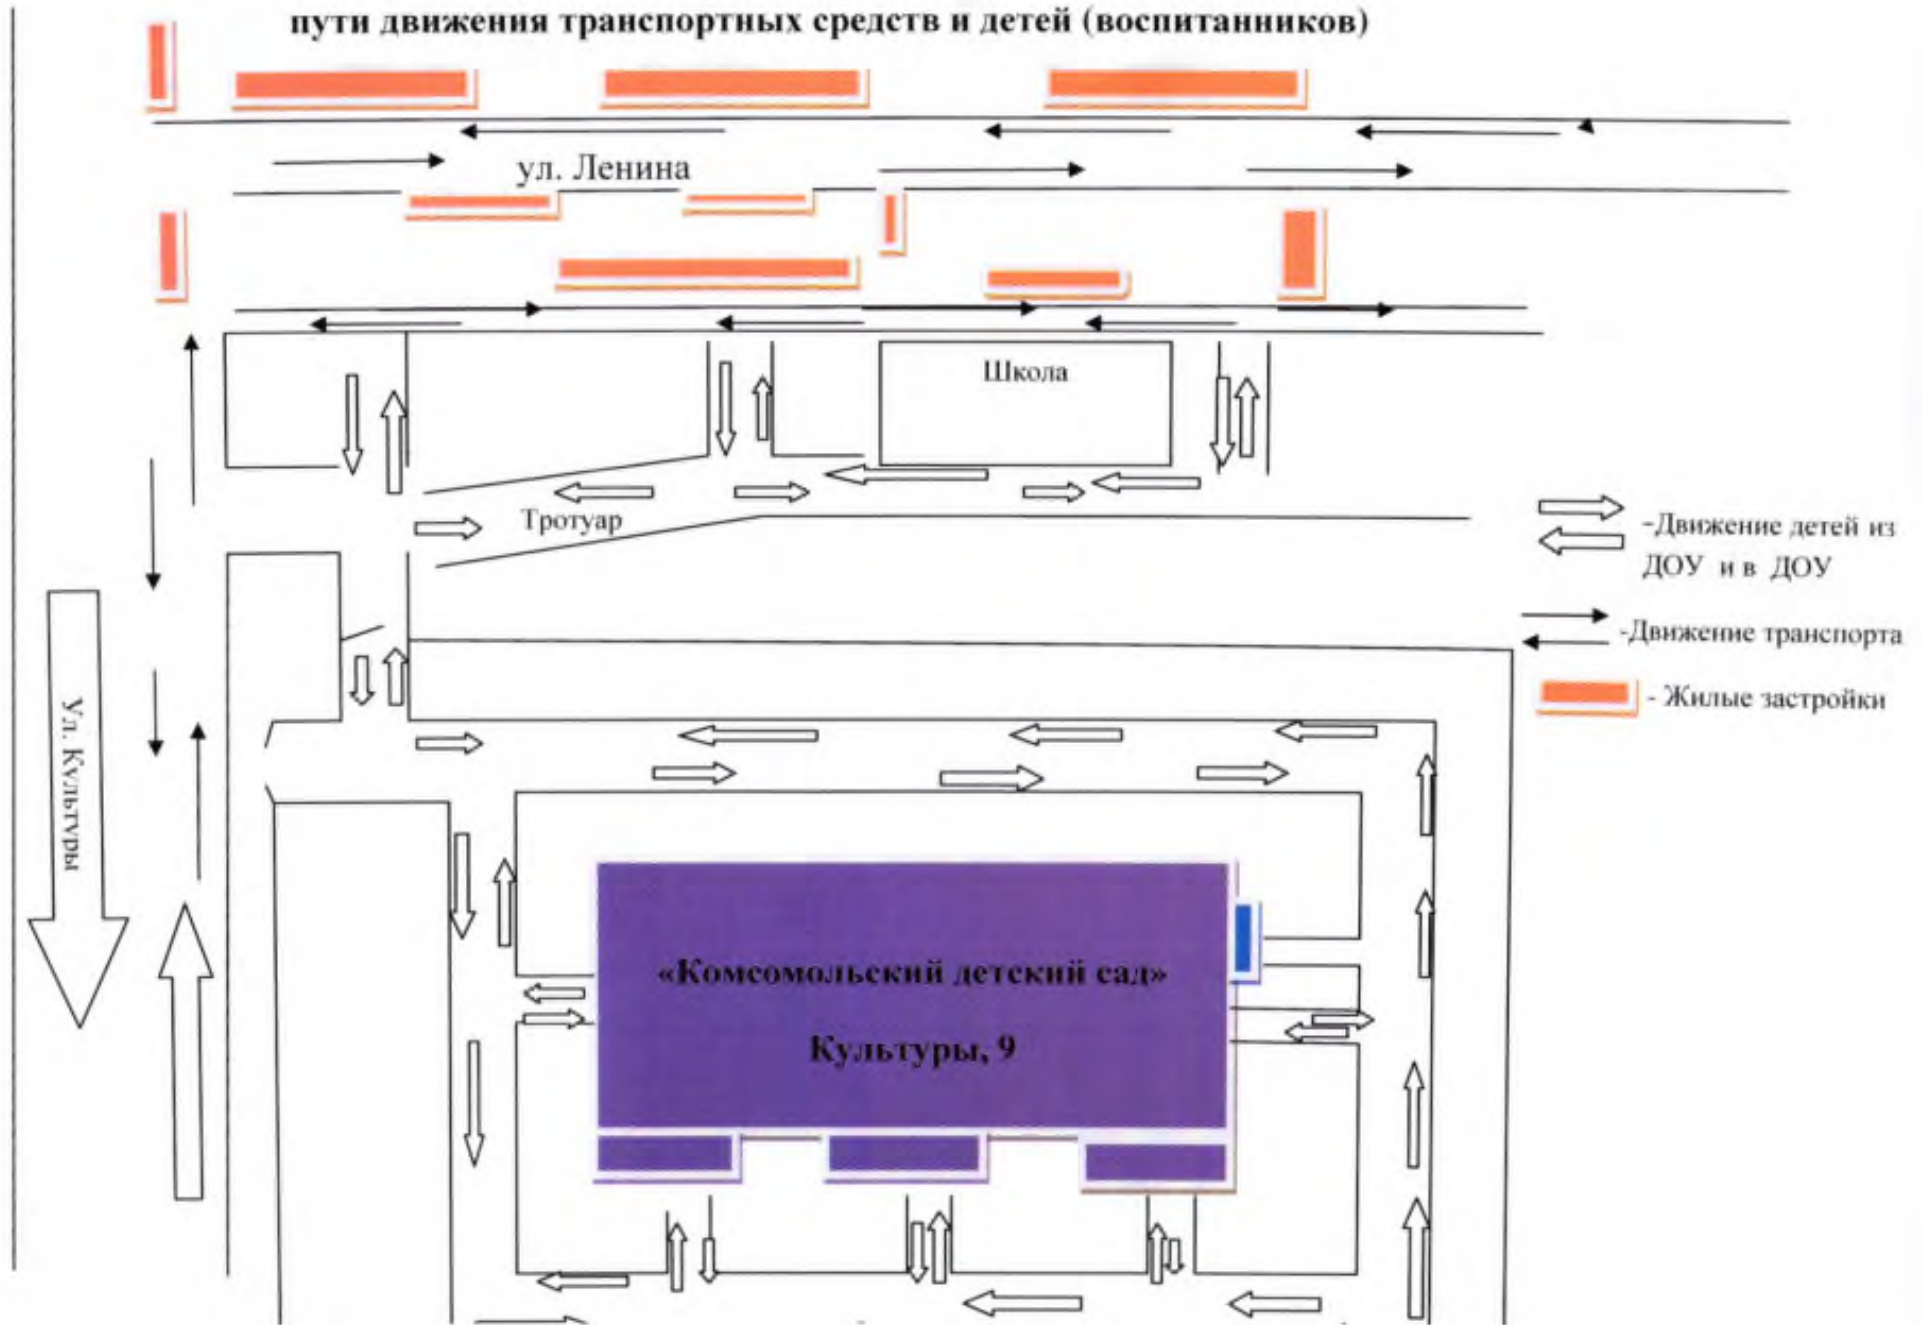 пути движения транспортных средств и детей (воспитанников)
ул. Ленина
Школа
Тротуар
-Движение детей из
ДОУ и в ДОУ
-Движение транспорта
- Жилые застройки
Ул. Культуры
«Комсомольский детский сад»
Культуры, 9